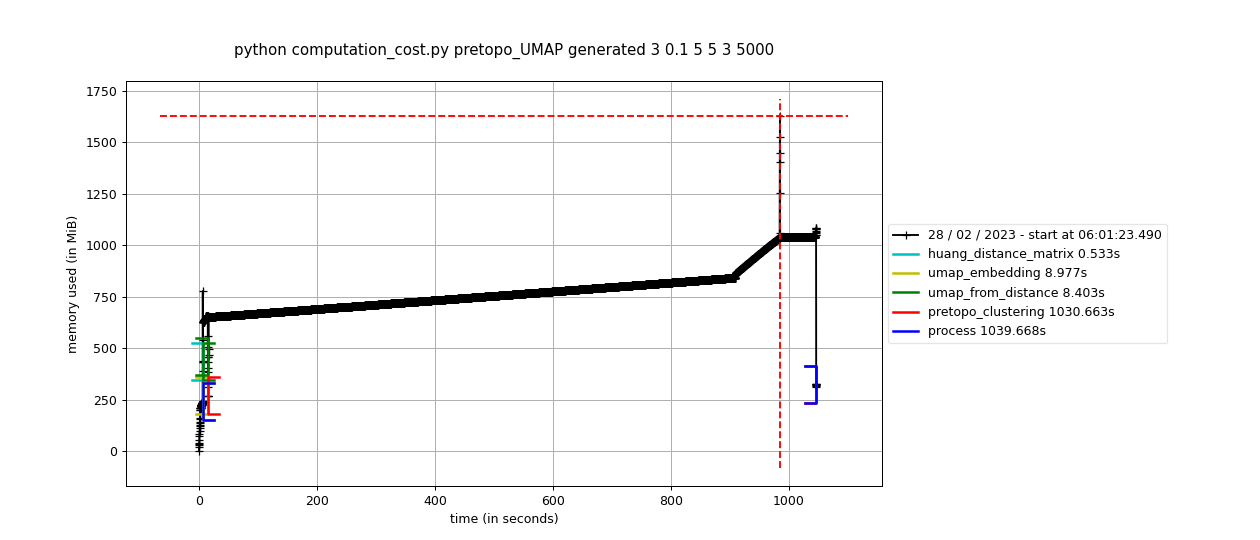 python computation_cost.py pretopo_UMAP generated 3 0.1 5 5 3 5000
1750
1500
1250
1000
750
500
250
0
memory used (in MiB)
0 200 400 600 800 1000
time (in seconds)
28 / 02 / 2023 - start at 06:01:23.490
huang_distance_matrix 0.533s
umap_embedding 8.977s
umap_from_distance 8.403s
pretopo_clustering 1030.663s
process 1039.668s